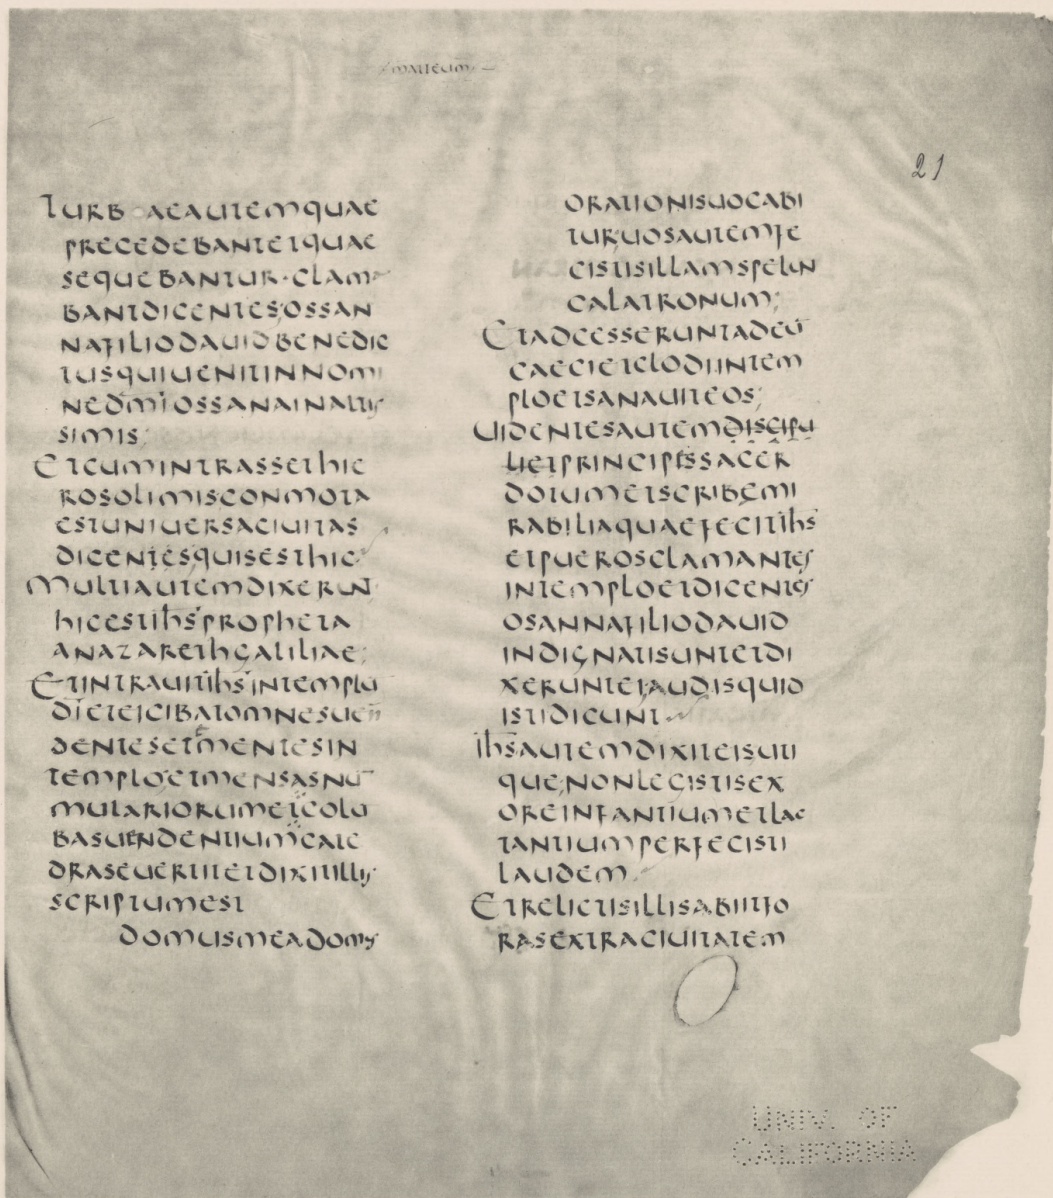 MATTEUM
21
TURBAE AUTEM QUAE
PRECEDEBANT ET QUAE
SEQUEBANTUR · CLAMA
BANT DICENTES OSSAN
NA FILIO DAUID BENEDIC
TUS QUI UENIT IN NOMI
NE DMI OSSANA IN ALTIS
SIMIS;
ET CUM INTRASSET HIE
ROSOLIMIS CONMOTA
EST UNIUERSA CIUITAS
DICENTES QUIS EST HIC
MULTI AUTEM DIXERUNT
HIC EST IHS PROPHETA
A NAZARETH GALILIAE;
ET INTRAUIT IHS IN TEMPLU
DI ET EICIEBAT OMNES UEN
DENTES ET EMENTES IN
TEMPLO ET MENSAS NU
MULARIORUM ET COLU
BAS UENDENTIUM CATE
DRAS EUERTIT ET DIXIT ILLIS
SCRIPTUM EST
DOMUS MEA DOMUS
ORATIONIS UOCABI
TUR UOS AUTEM FE
CISTIS ILLAM SPELUN
CA LATRONUM;
ET ADCESSERUNT AD EŪ
CAECI ET CLODI IN TEM
PLO ET SANAUIT EOS;
UIDENTES AUTEM DISCIPU
LI ET PRINCIPES SACER
DOTUM ET SCRIBE MI
RABILIA QUAE FECIT IHS
ET PUEROS CLAMANTES
IN TEMPLO ET DICENTES
OSANNA FILIO DAUID
INDIGNATI SUNT ET DI
XERUNT EI AUDIS QUID
ISTI DICUNT
IHS AUTEM DIXIT EIS UTI
QUE; NON LEGISTIS EX
ORE INFANTIUM ET LAC
TANTIUM PERFECISTI
LAUDEM
ET RELICTIS ILLIS ABIIT FO
RAS EXTRA CIUITATEM
UNIV. OF
CALIFORNIA